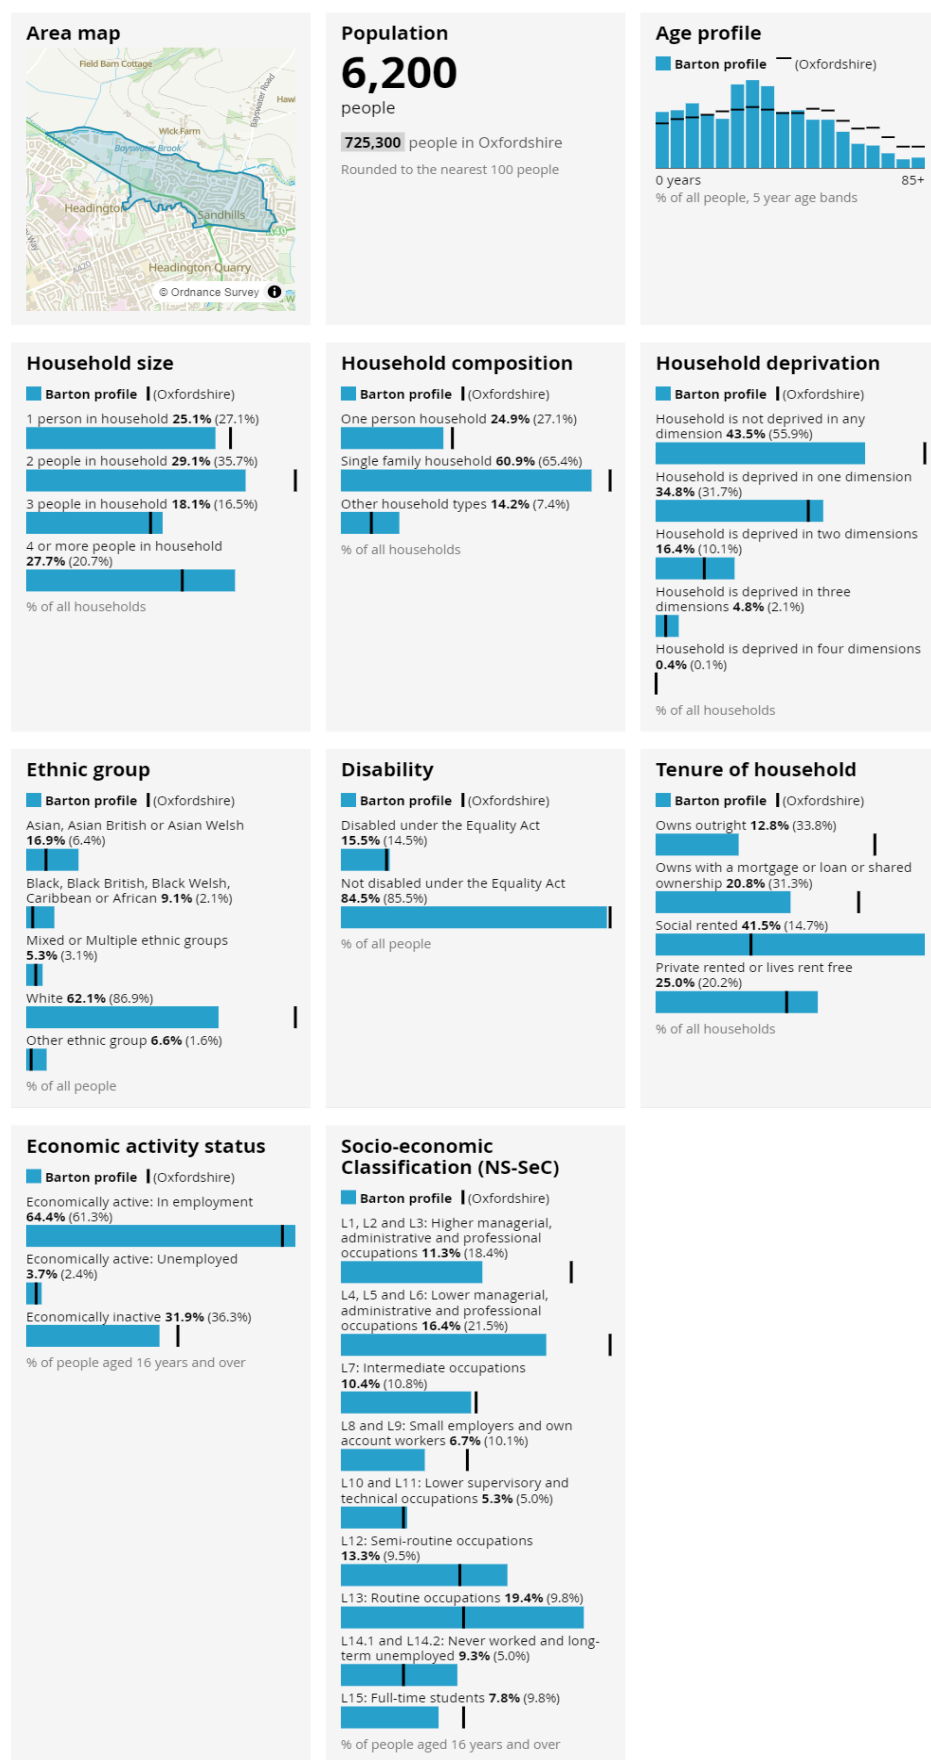 Area map
Field Barn Cottage
Bayswater Road
Wick Farm
Bayswater Brook
Headington
Sandhills
A40
Way
A420
Headington Quarry
© Ordnance Survey
W
Population
6,200
people
725,300 people in Oxfordshire
Rounded to the nearest 100 people
Age profile
Barton profile (Oxfordshire)
0 years 85+
% of all people, 5 year age bands
Household size
Barton profile (Oxfordshire)
1 person in household 25.1% (27.1%)
2 people in household 29.1% (35.7%)
3 people in household 18.1% (16.5%)
4 or more people in household
27.7% (20.7%)
% of all households
Household composition
Barton profile (Oxfordshire)
One person household 24.9% (27.1%)
Single family household 60.9% (65.4%)
Other household types 14.2% (7.4%)
% of all households
Household deprivation
Barton profile (Oxfordshire)
Household is not deprived in any
dimension 43.5% (55.9%)
Household is deprived in one dimension
34.8% (31.7%)
Household is deprived in two dimensions
16.4% (10.1%)
Household is deprived in three
dimensions 4.8% (2.1%)
Household is deprived in four dimensions
0.4% (0.1%)
% of all households
Ethnic group
Barton profile (Oxfordshire)
Asian, Asian British or Asian Welsh
16.9% (6.4%)
Black, Black British, Black Welsh,
Caribbean or African 9.1% (2.1%)
Mixed or Multiple ethnic groups
5.3% (3.1%)
White 62.1% (86.9%)
Other ethnic group 6.6% (1.6%)
% of all people
Disability
Barton profile (Oxfordshire)
Disabled under the Equality Act
15.5% (14.5%)
Not disabled under the Equality Act
84.5% (85.5%)
% of all people
Tenure of household
Barton profile (Oxfordshire)
Owns outright 12.8% (33.8%)
Owns with a mortgage or loan or shared
ownership 20.8% (31.3%)
Social rented 41.5% (14.7%)
Private rented or lives rent free
25.0% (20.2%)
% of all households
Economic activity status
Barton profile (Oxfordshire)
Economically active: In employment
64.4% (61.3%)
Economically active: Unemployed
3.7% (2.4%)
Economically inactive 31.9% (36.3%)
% of people aged 16 years and over
Socio-economic
Classification (NS-SeC)
Barton profile (Oxfordshire)
L1, L2 and L3: Higher managerial,
administrative and professional
occupations 11.3% (18.4%)
L4, L5 and L6: Lower managerial,
administrative and professional
occupations 16.4% (21.5%)
L7: Intermediate occupations
10.4% (10.8%)
L8 and L9: Small employers and own
account workers 6.7% (10.1%)
L10 and L11: Lower supervisory and
technical occupations 5.3% (5.0%)
L12: Semi-routine occupations
13.3% (9.5%)
L13: Routine occupations 19.4% (9.8%)
L14.1 and L14.2: Never worked and long-
term unemployed 9.3% (5.0%)
L15: Full-time students 7.8% (9.8%)
% of people aged 16 years and over